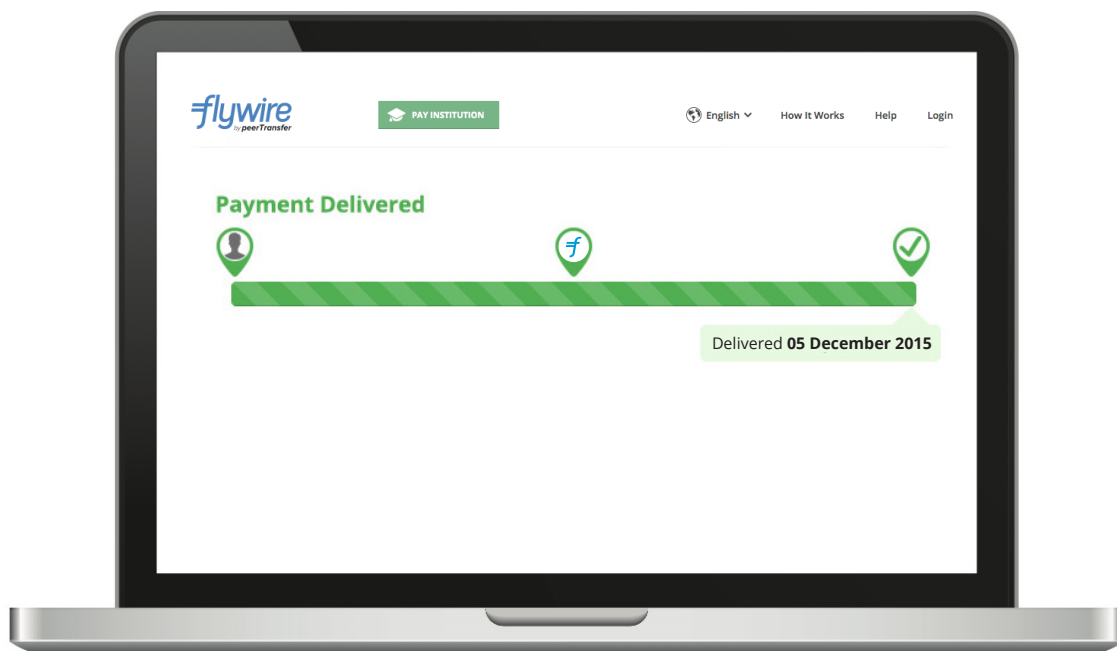 flywire
by peerTransfer
PAY INSTITUTION
English
How It Works
Help
Login
Payment Delivered
Delivered 05 December 2015